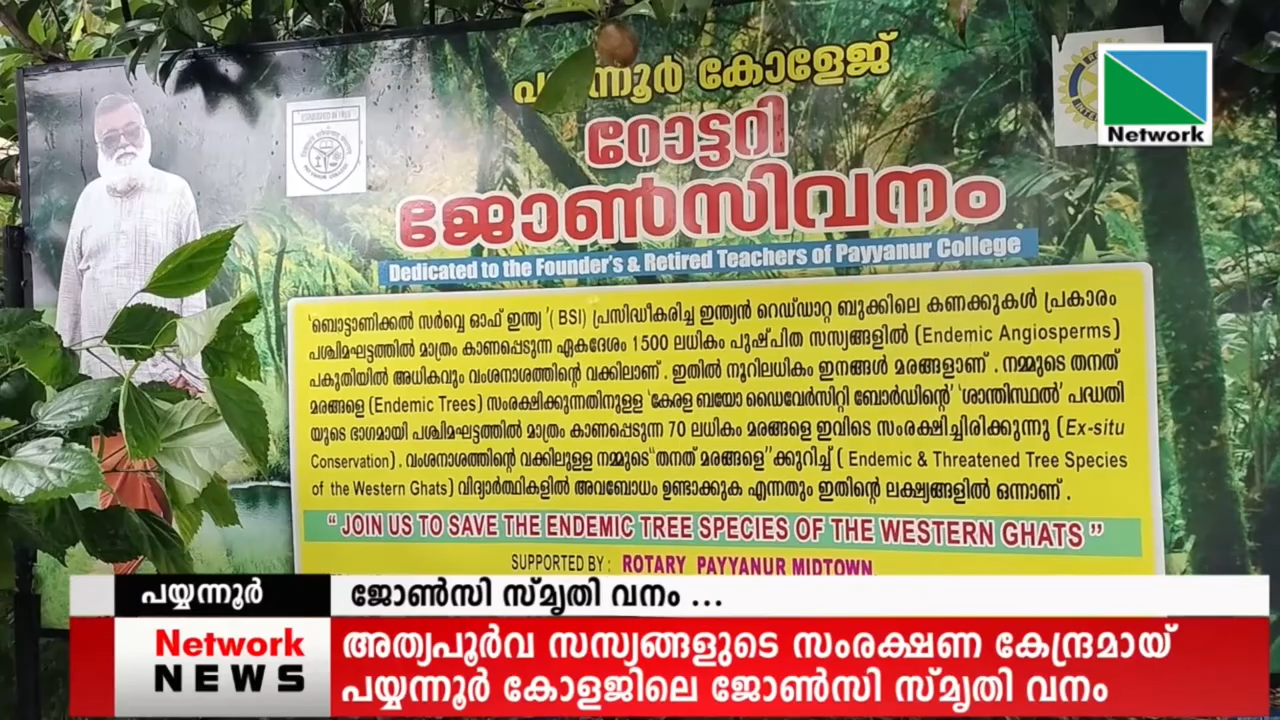 പയ്യന്നൂർ കോളേജ്
റോട്ടറി
ജോൺസിവനം
Dedicated to the Founder's & Retired Teachers of Payyanur College
Network
'ബൊട്ടാണിക്കൽ സർവ്വെ ഓഫ് ഇന്ത്യ '( BSI) പ്രസിദ്ധീകരിച്ച ഇന്ത്യൻ റെഡ്ഡാറ്റ ബുക്കിലെ കണക്കുകൾ പ്രകാരം
പശ്ചിമഘട്ടത്തിൽ മാത്രം കാണപ്പെടുന്ന ഏകദേശം 1500 ലധികം പുഷ്പിത സസ്യങ്ങളിൽ (Endemic Angiosperms)
പകുതിയിൽ അധികവും വംശനാശത്തിന്റെ വക്കിലാണ് . ഇതിൽ നൂറിലധികം ഇനങ്ങൾ മരങ്ങളാണ് . നമ്മുടെ തനത്
മരങ്ങളെ (Endemic Trees) സംരക്ഷിക്കുന്നതിനുളള 'കേരള ബയോ ഡൈവേർസിറ്റി ബോർഡിന്റെ' 'ശാന്തിസ്ഥൽ' പദ്ധതി
യുടെ ഭാഗമായി പശ്ചിമഘട്ടത്തിൽ മാത്രം കാണപ്പെടുന്ന 70 ലധികം മരങ്ങളെ ഇവിടെ സംരക്ഷിച്ചിരിക്കുന്നു (Ex-situ
Conservation) . വംശനാശത്തിന്റെ വക്കിലുളള നമ്മുടെ "തനത് മരങ്ങളെ" ക്കുറിച്ച് ( Endemic & Threatened Tree Species
of the Western Ghats) വിദ്യാർത്ഥികളിൽ അവബോധം ഉണ്ടാക്കുക എന്നതും ഇതിന്റെ ലക്ഷ്യങ്ങളിൽ ഒന്നാണ് .
" JOIN US TO SAVE THE ENDEMIC TREE SPECIES OF THE WESTERN GHATS "
SUPPORTED BY : ROTARY PAYYANUR MIDTOWN
പയ്യന്നൂർ
ജോൺസി സ്മൃതി വനം ...
Network
NEWS
അത്യപൂർവ സസ്യങ്ങളുടെ സംരക്ഷണ കേന്ദ്രമായ്
പയ്യന്നൂർ കോളജിലെ ജോൺസി സ്മൃതി വനം